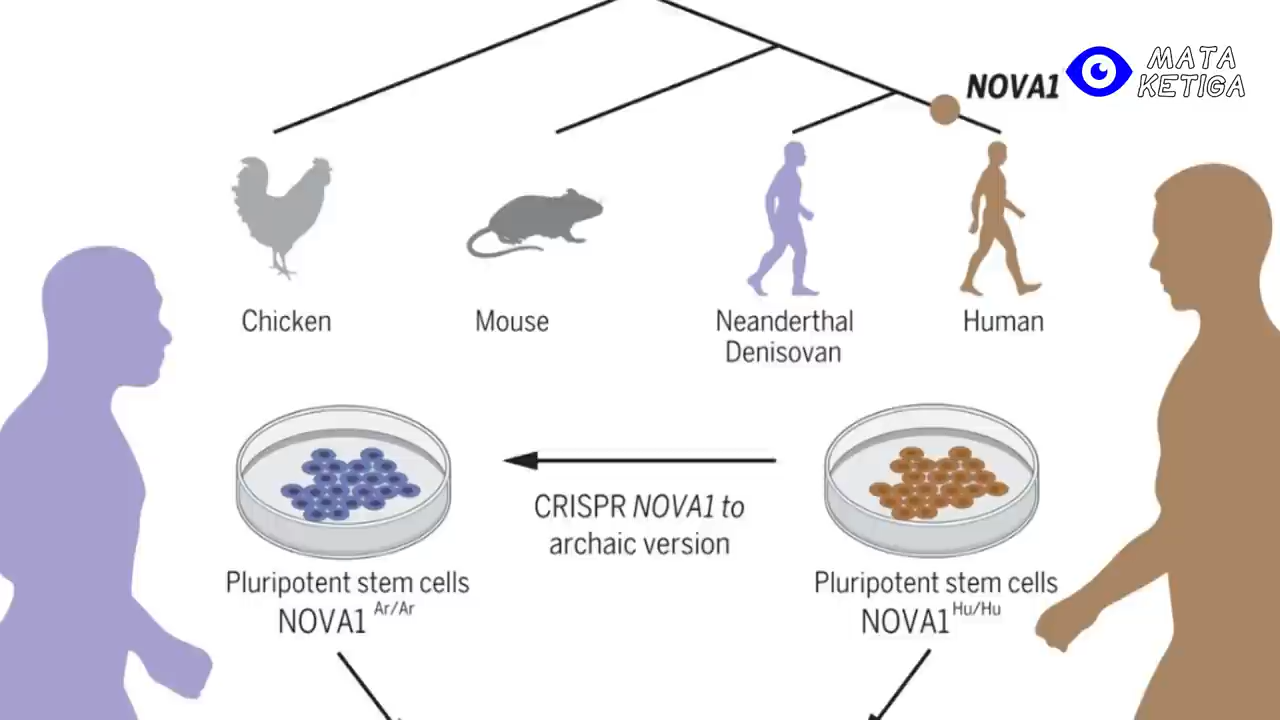 NOVA1
MATA
KETIGA
Chicken
Mouse
Neanderthal
Denisovan
Human
CRISPR NOVA1 to
archaic version
Pluripotent stem cells
NOVA1 Ar/Ar
Pluripotent stem cells
NOVA1 Hu/Hu